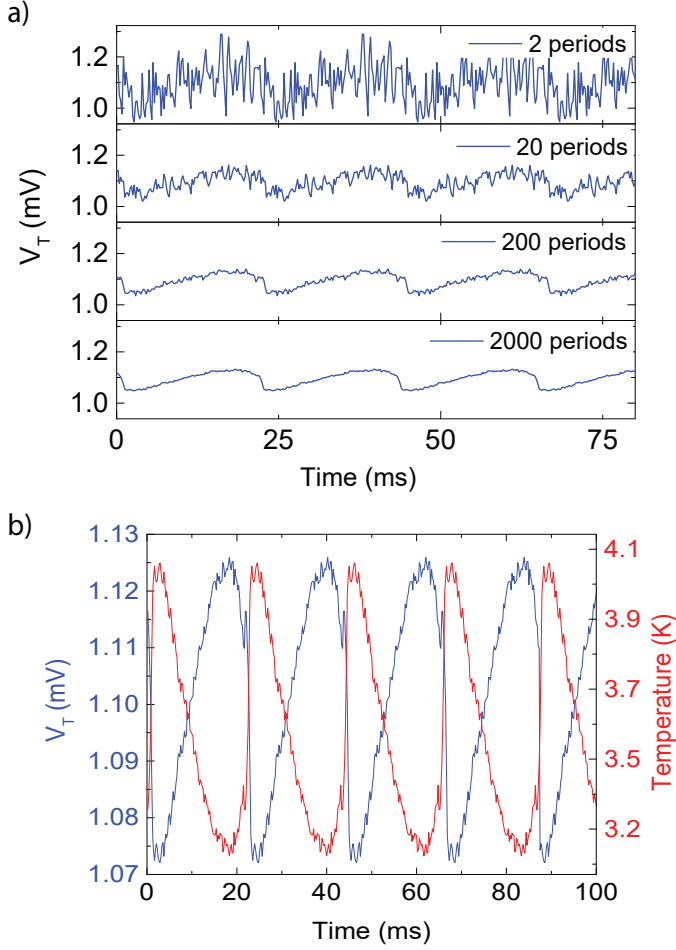 a)
V_T (mV)
1.2
1.0
2 periods
1.2
1.0
20 periods
1.2
1.0
200 periods
1.2
1.0
2000 periods
0 25 50 75
Time (ms)
b)
V_T (mV)
1.13
1.12
1.11
1.10
1.09
1.08
1.07
4.1
3.9
3.7
3.5
3.2
Temperature (K)
0 20 40 60 80 100
Time (ms)